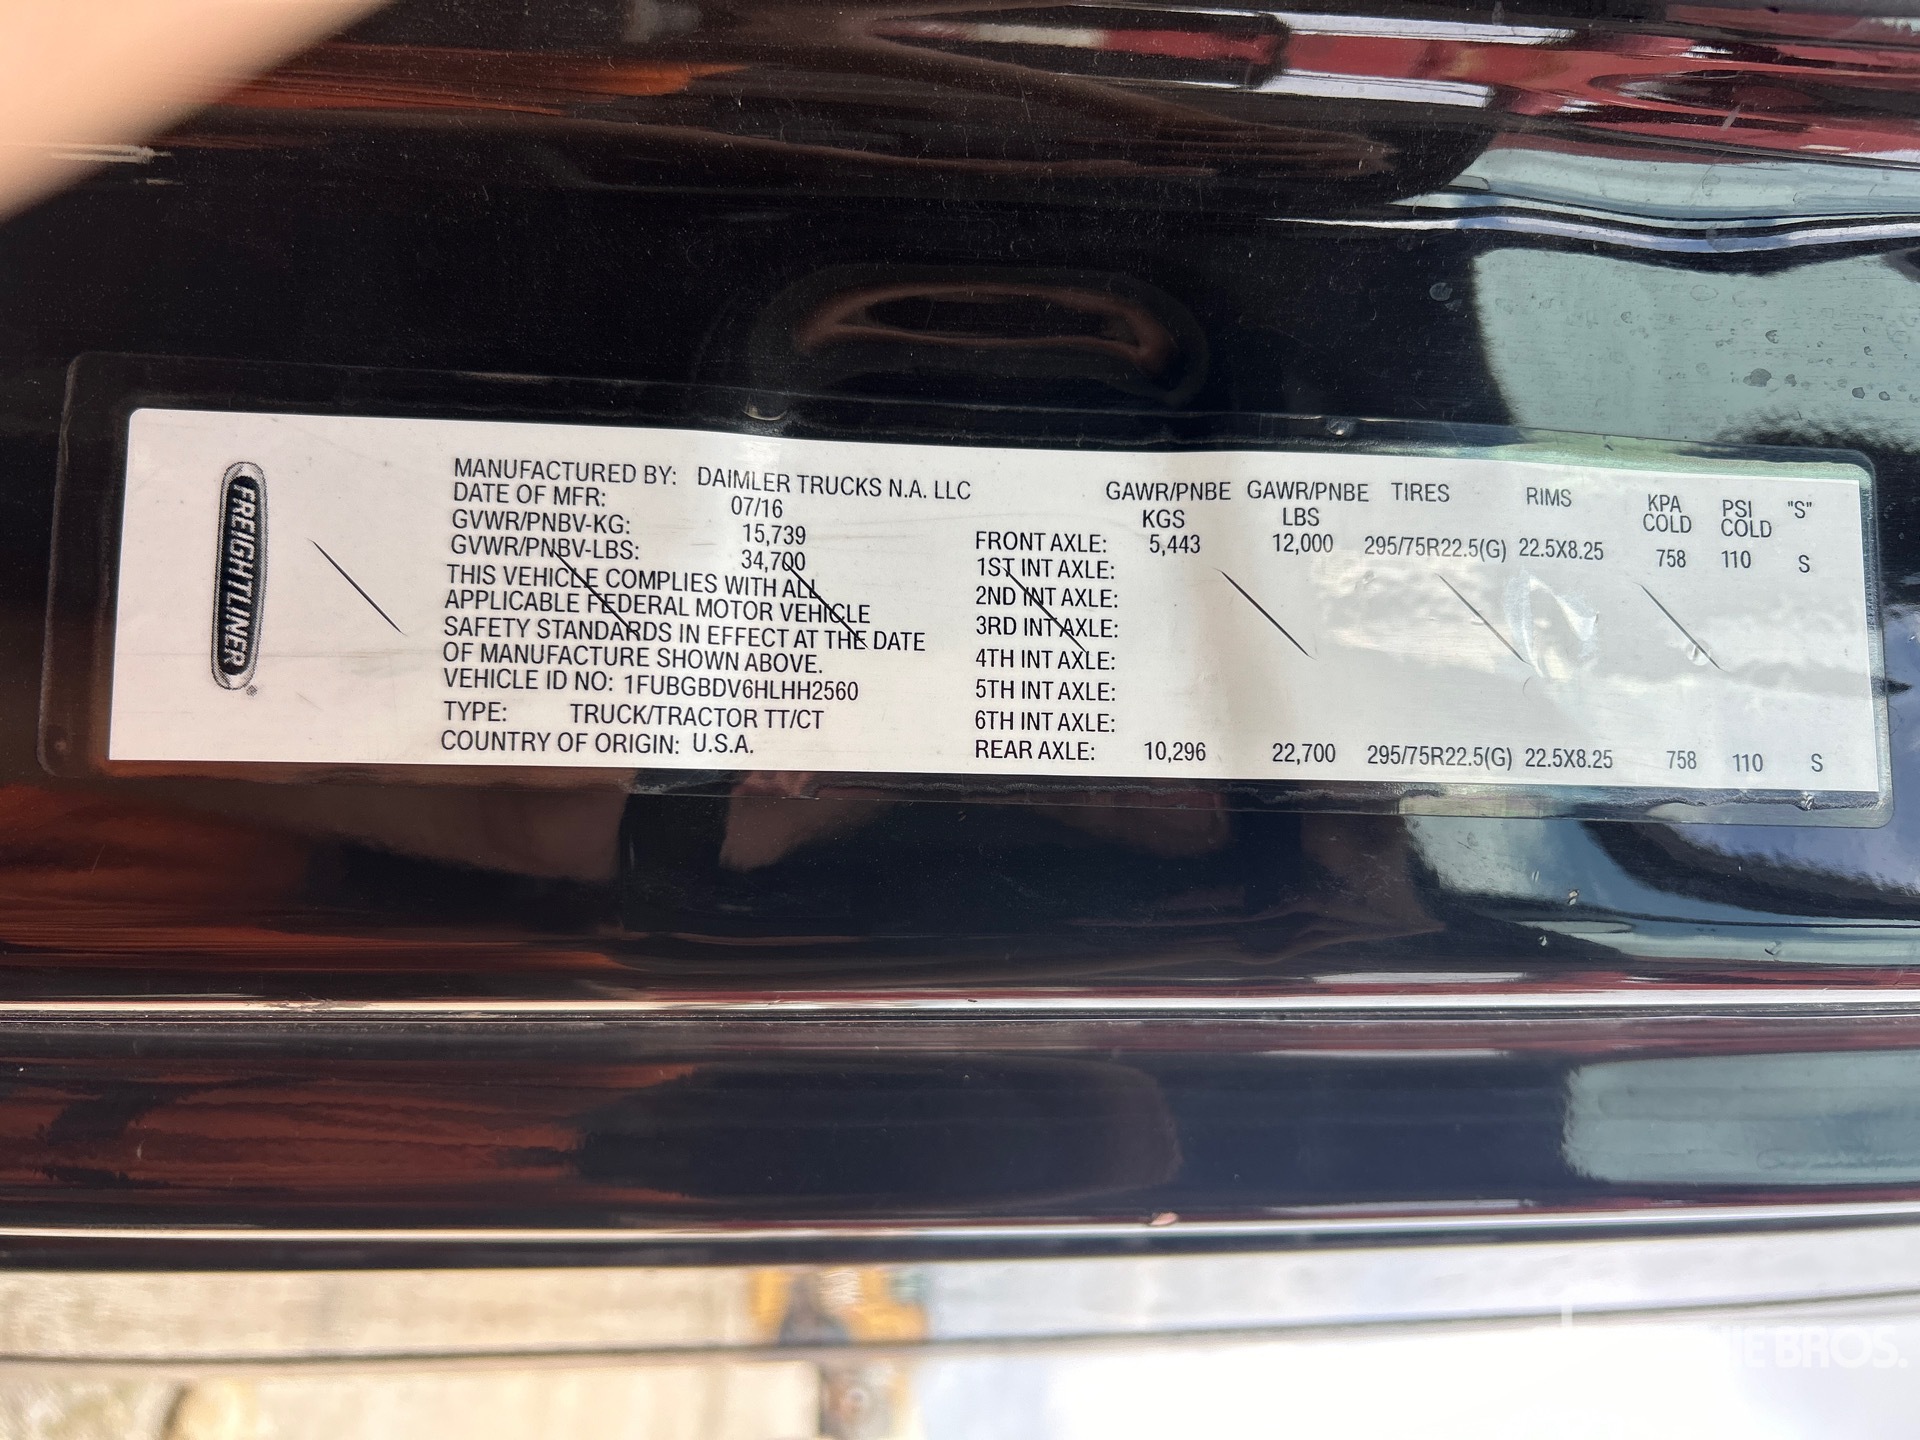 FREIGHTLINER®
MANUFACTURED BY: DAIMLER TRUCKS N.A. LLC
DATE OF MFR: 07/16
GVWR/PNBV-KG: 15,739
GVWR/PNBV-LBS: 34,700
THIS VEHICLE COMPLIES WITH ALL
APPLICABLE FEDERAL MOTOR VEHICLE
SAFETY STANDARDS IN EFFECT AT THE DATE
OF MANUFACTURE SHOWN ABOVE.
VEHICLE ID NO: 1FUBGBDV6HLHH2560
TYPE: TRUCK/TRACTOR TT/CT
COUNTRY OF ORIGIN: U.S.A.
GAWR/PNBE GAWR/PNBE TIRES RIMS KPA PSI "S"
KGS LBS COLD COLD
FRONT AXLE: 5,443 12,000 295/75R22.5(G) 22.5X8.25 758 110 S
1ST INT AXLE:
2ND INT AXLE:
3RD INT AXLE:
4TH INT AXLE:
5TH INT AXLE:
6TH INT AXLE:
REAR AXLE: 10,296 22,700 295/75R22.5(G) 22.5X8.25 758 110 S
BROS.